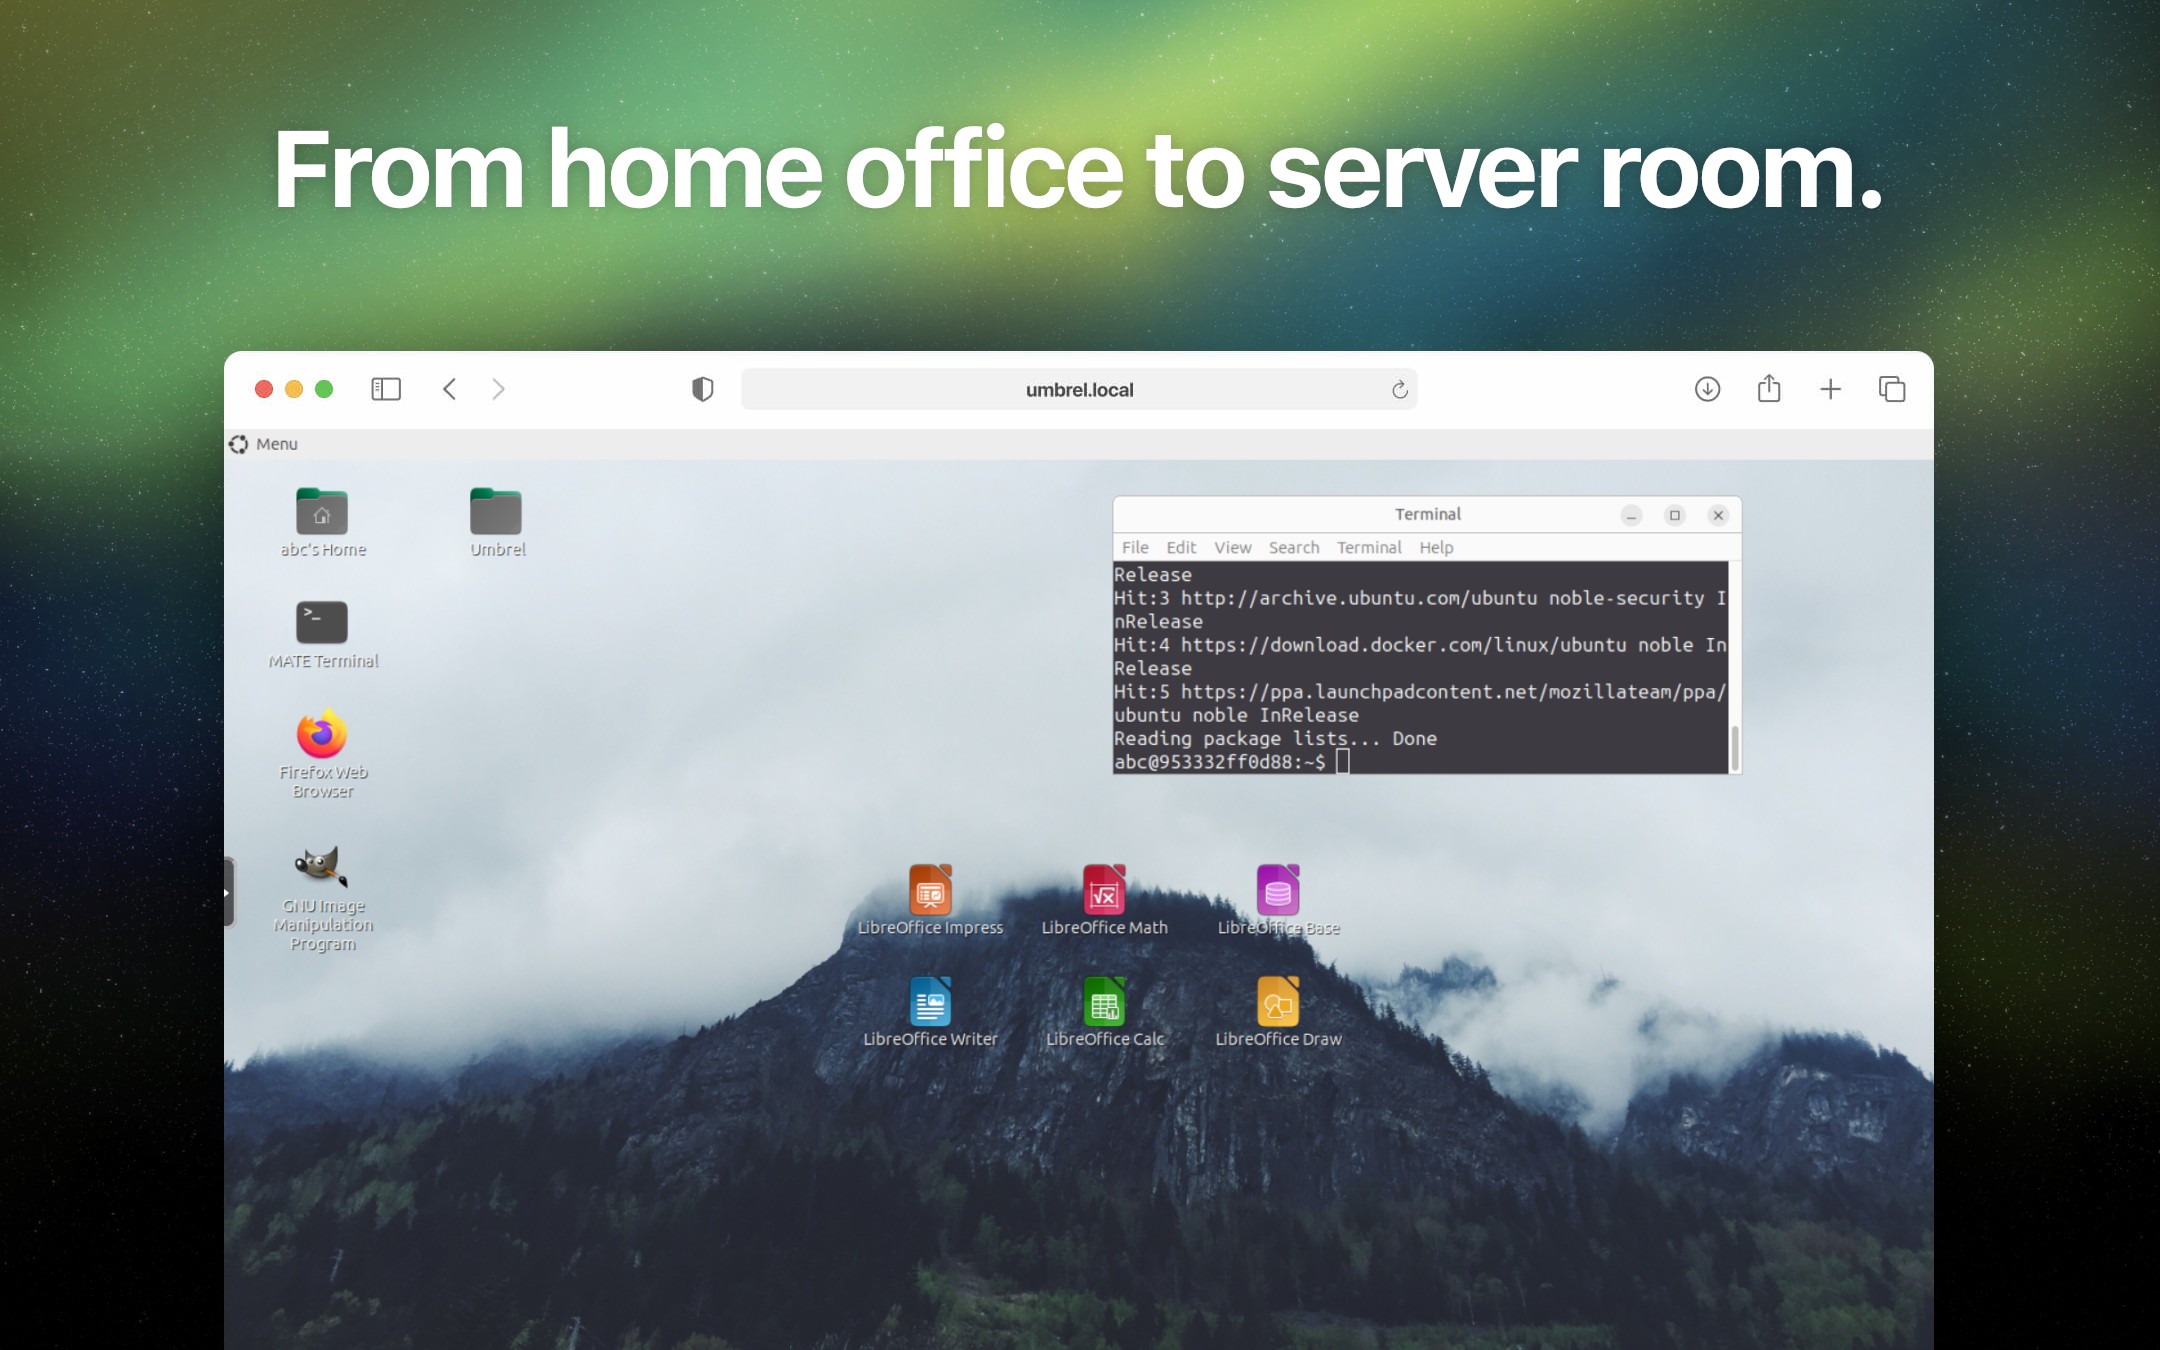 From home office to server room.
umbrel.local
Menu
abc's Home
Umbrel
MATE Terminal
Firefox Web
Browser
GNU Image
Manipulation
Program
Terminal
File Edit View Search Terminal Help
Release
Hit:3 http://archive.ubuntu.com/ubuntu noble-security I
nRelease
Hit:4 https://download.docker.com/linux/ubuntu noble In
Release
Hit:5 https://ppa.launchpadcontent.net/mozillateam/ppa/
ubuntu noble InRelease
Reading package lists... Done
abc@953332ff0d88:~$
LibreOffice Impress
LibreOffice Math
LibreOffice Base
LibreOffice Writer
LibreOffice Calc
LibreOffice Draw